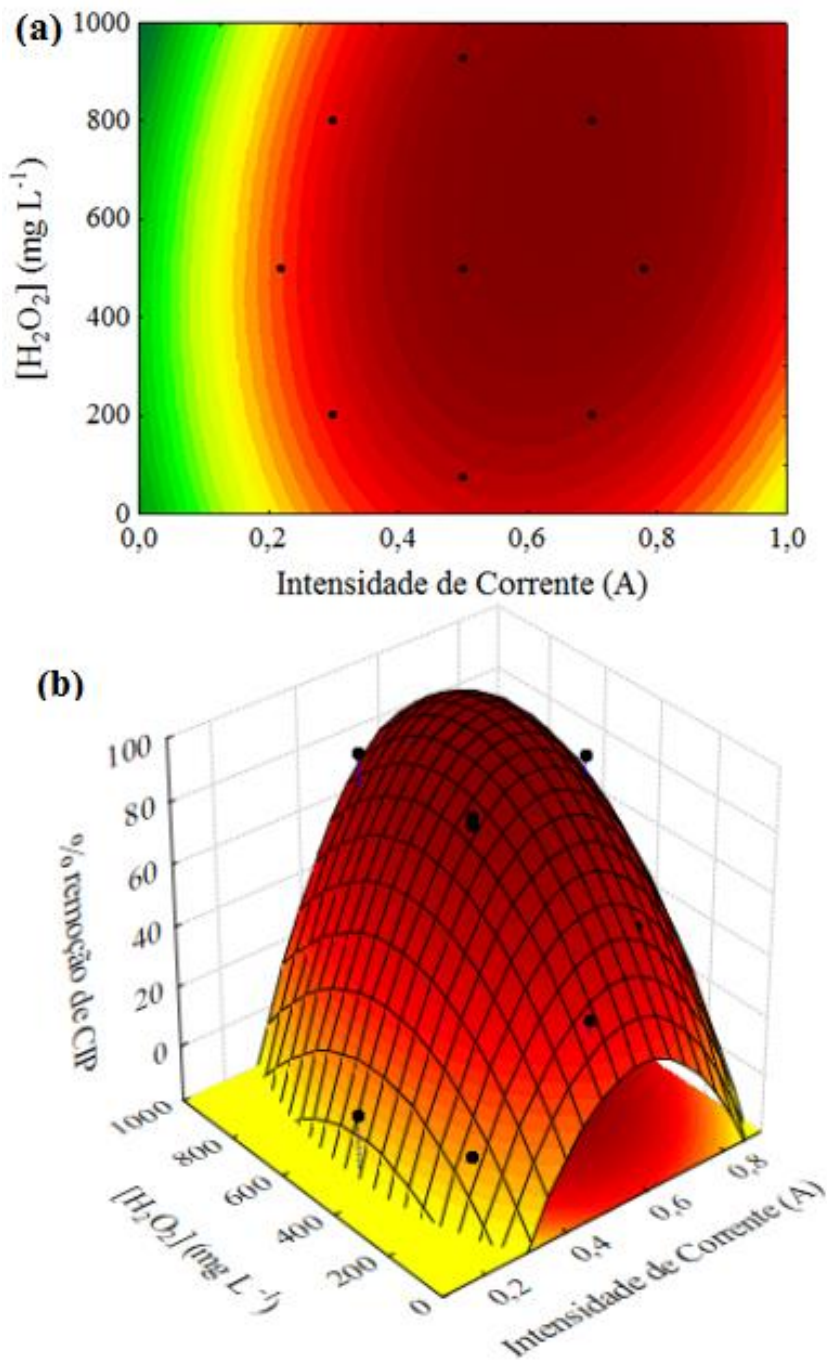 (a)
1000
800
600
400
200
0
[H₂O₂] (mg L⁻¹)
0,0 0,2 0,4 0,6 0,8 1,0
Intensidade de Corrente (A)
(b)
100
80
60
40
20
0
% remoção de CIP
1000
800
600
400
200
0
[H₂O₂] (mg L⁻¹)
0,2
0,4
0,6
0,8
Intensidade de Corrente (A)